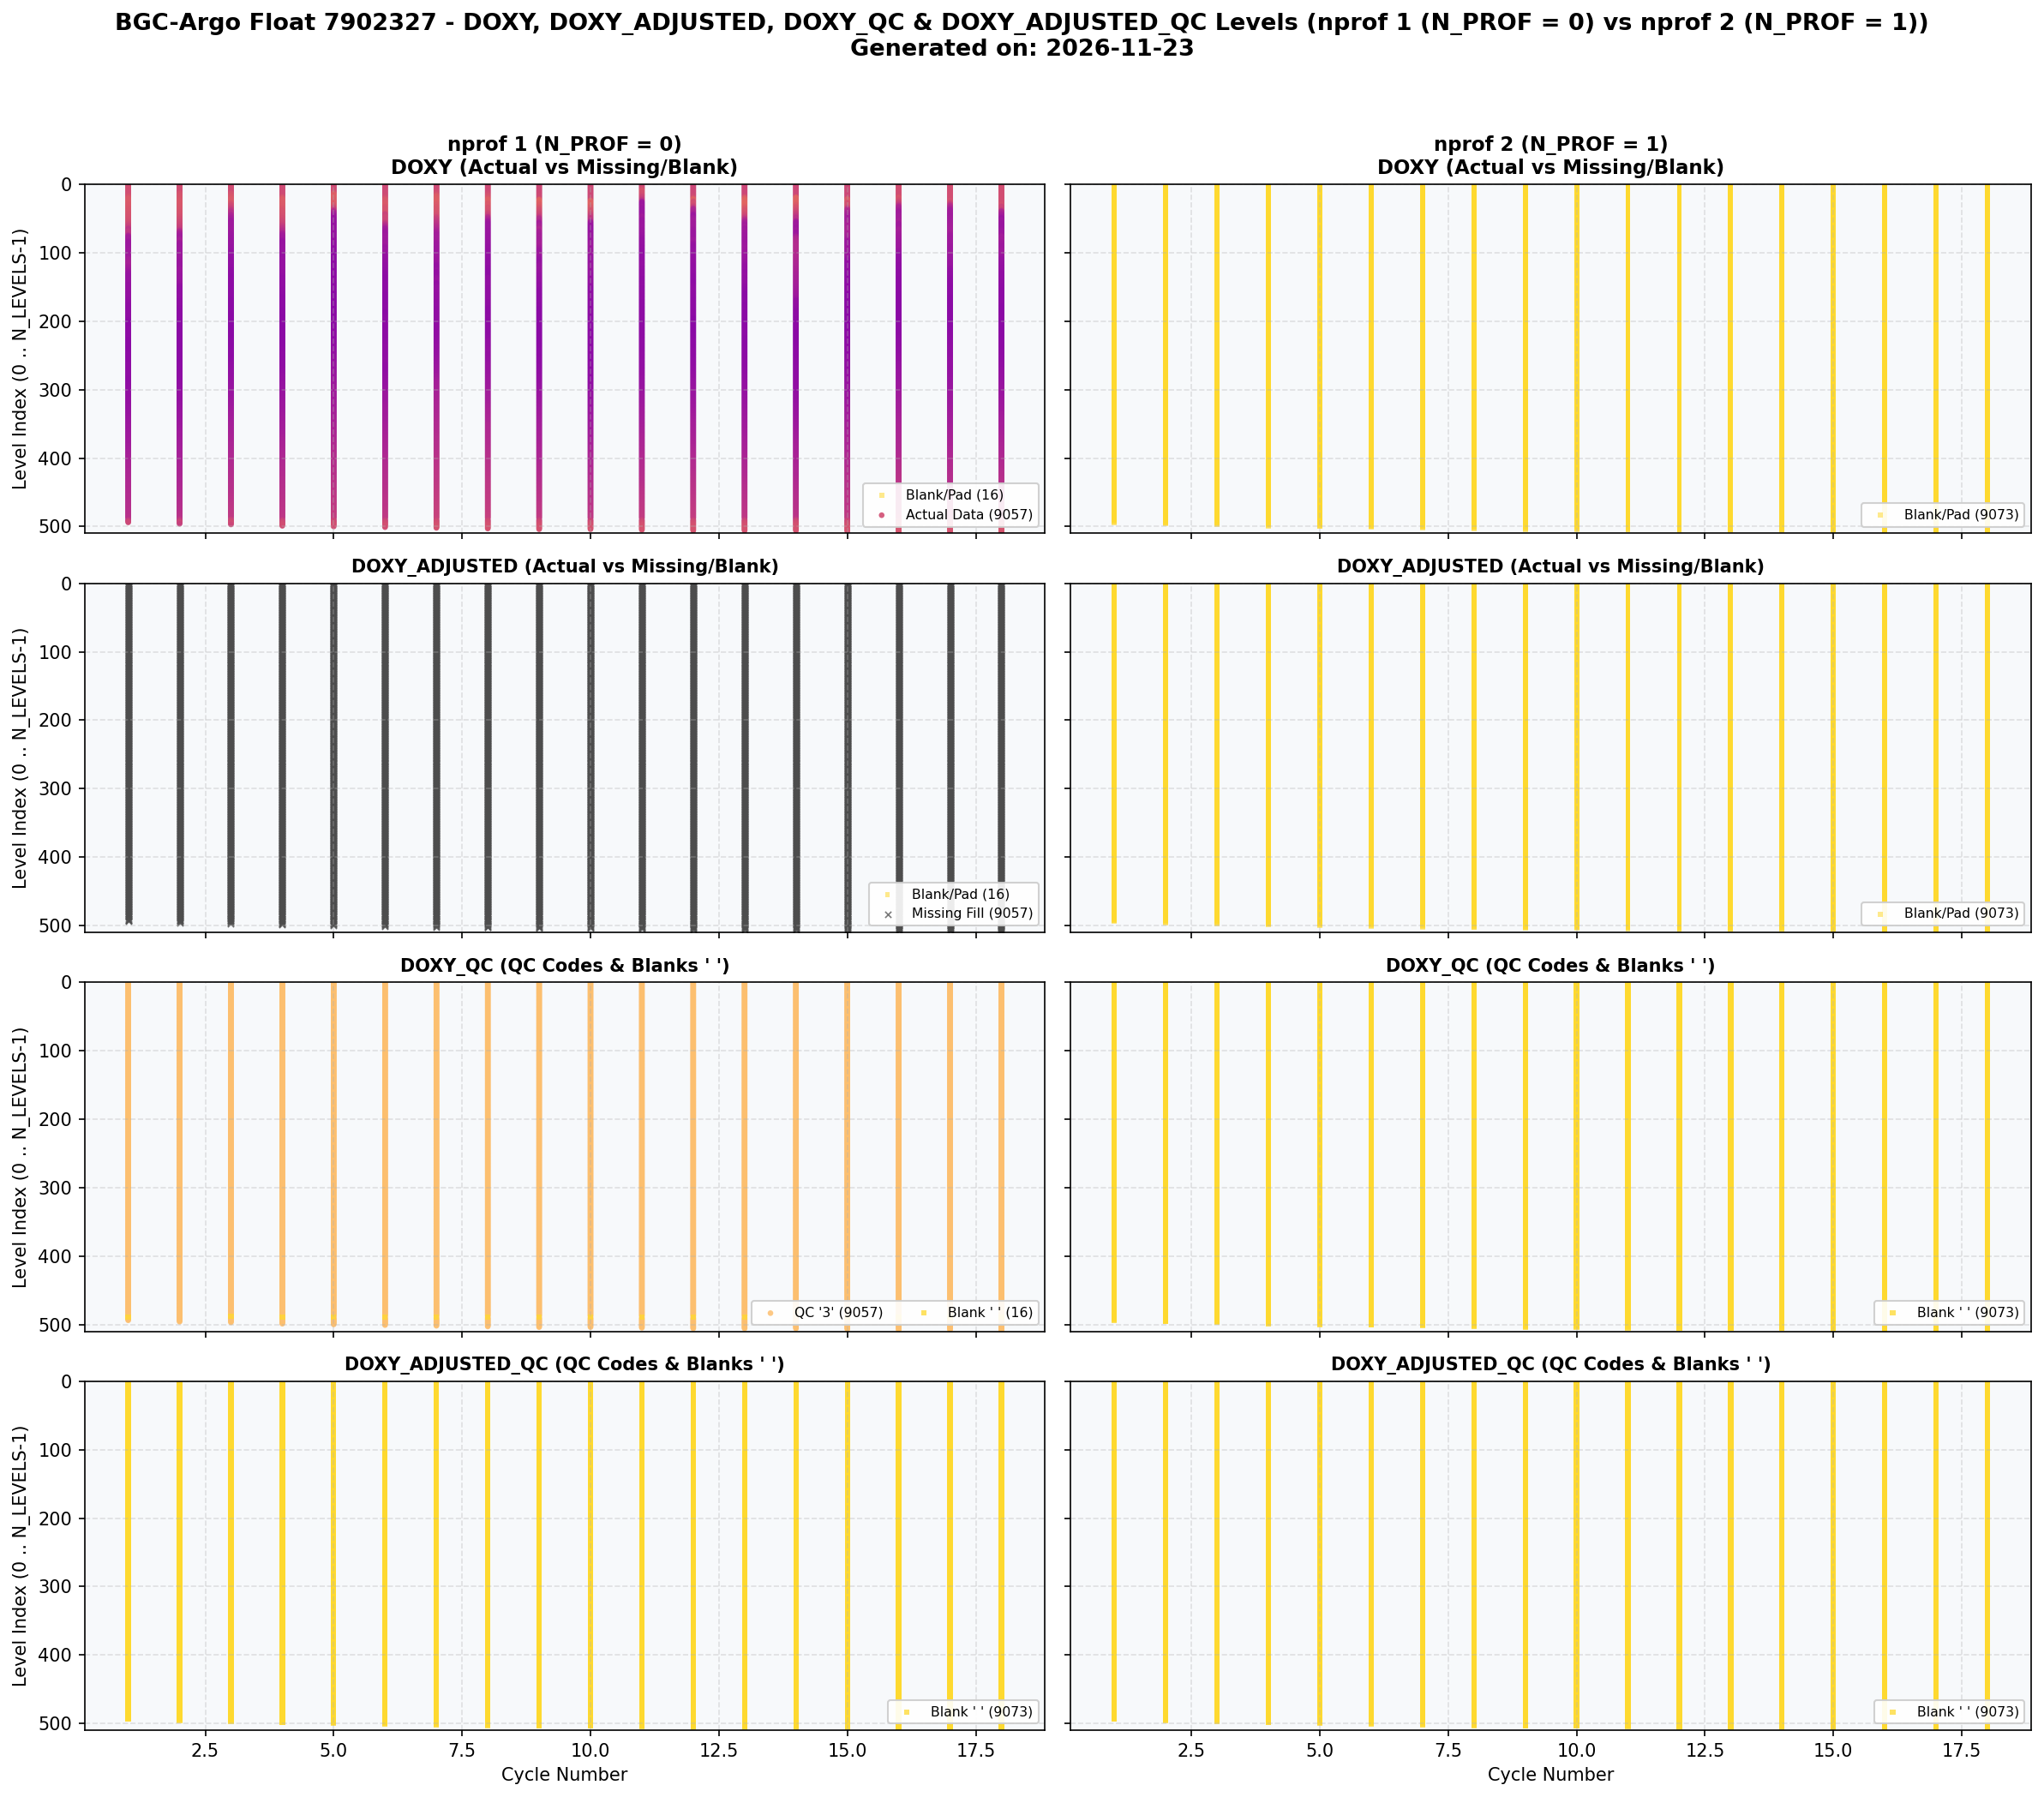 BGC-Argo Float 7902327 - DOXY, DOXY_ADJUSTED, DOXY_QC & DOXY_ADJUSTED_QC Levels (nprof 1 (N_PROF = 0) vs nprof 2 (N_PROF = 1))
Generated on: 2026-11-23
nprof 1 (N_PROF = 0)
DOXY (Actual vs Missing/Blank)
Level Index (0 .. N_LEVELS-1)
0
100
200
300
400
500
Blank/Pad (16)
Actual Data (9057)
nprof 2 (N_PROF = 1)
DOXY (Actual vs Missing/Blank)
Blank/Pad (9073)
DOXY_ADJUSTED (Actual vs Missing/Blank)
Level Index (0 .. N_LEVELS-1)
0
100
200
300
400
500
Blank/Pad (16)
Missing Fill (9057)
DOXY_ADJUSTED (Actual vs Missing/Blank)
Blank/Pad (9073)
DOXY_QC (QC Codes & Blanks ' ')
Level Index (0 .. N_LEVELS-1)
0
100
200
300
400
500
QC '3' (9057) Blank ' ' (16)
DOXY_QC (QC Codes & Blanks ' ')
Blank ' ' (9073)
DOXY_ADJUSTED_QC (QC Codes & Blanks ' ')
Level Index (0 .. N_LEVELS-1)
0
100
200
300
400
500
Blank ' ' (9073)
2.5 5.0 7.5 10.0 12.5 15.0 17.5
Cycle Number
DOXY_ADJUSTED_QC (QC Codes & Blanks ' ')
Blank ' ' (9073)
2.5 5.0 7.5 10.0 12.5 15.0 17.5
Cycle Number